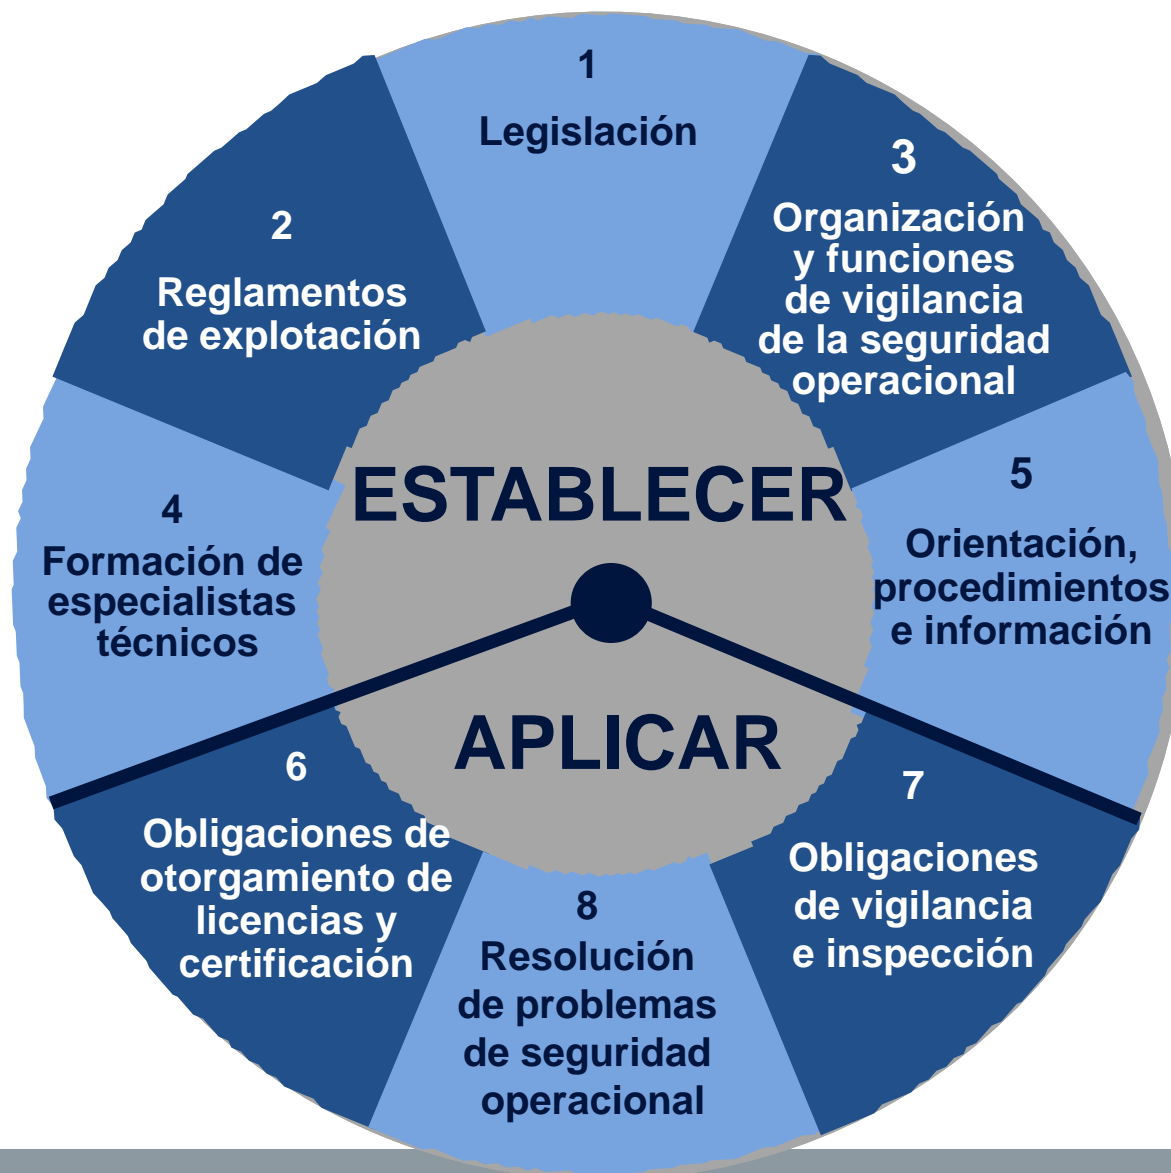 1
Legislación
2
Reglamentos
de explotación
3
Organización
y funciones
de vigilancia
de la seguridad
operacional
4
Formación de
especialistas
técnicos
5
Orientación,
procedimientos
e información
ESTABLECER
APLICAR
6
Obligaciones de
otorgamiento de
licencias y
certificación
7
Obligaciones
de vigilancia
e inspección
8
Resolución
de problemas
de seguridad
operacional